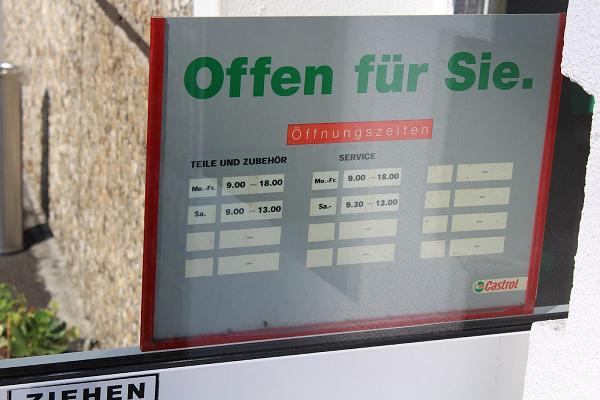 Offen für Sie.
Öffnungszeiten
TEILE UND ZUBEHÖR
Mo.-Fr. 9.00 — 18.00
Sa. 9.00 — 13.00
—
—
SERVICE
Mo.-Fr. 9.00 — 18.00
Sa.- 9.30 — 13.00
—
—
—
—
—
—
Castrol
ZIEHEN